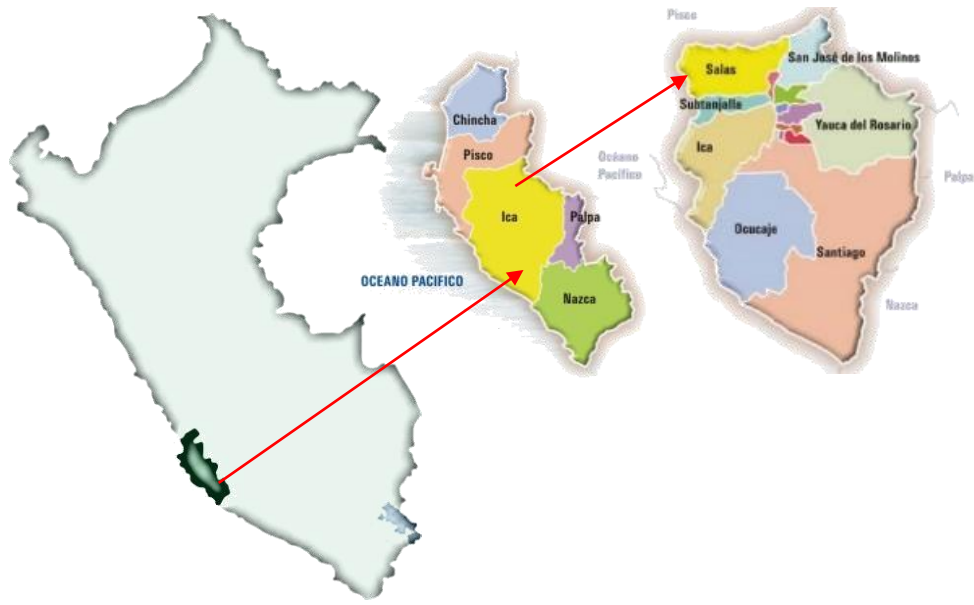 Chincha
Pisco
Ica
Palpa
Nazca
OCEANO PACIFICO
Pisco
Salas
San José de los Molinos
Subtanjalla
Yauca del Rosario
Ica
Océano
Pacífico
Palpa
Ocucaje
Santiago
Nazca